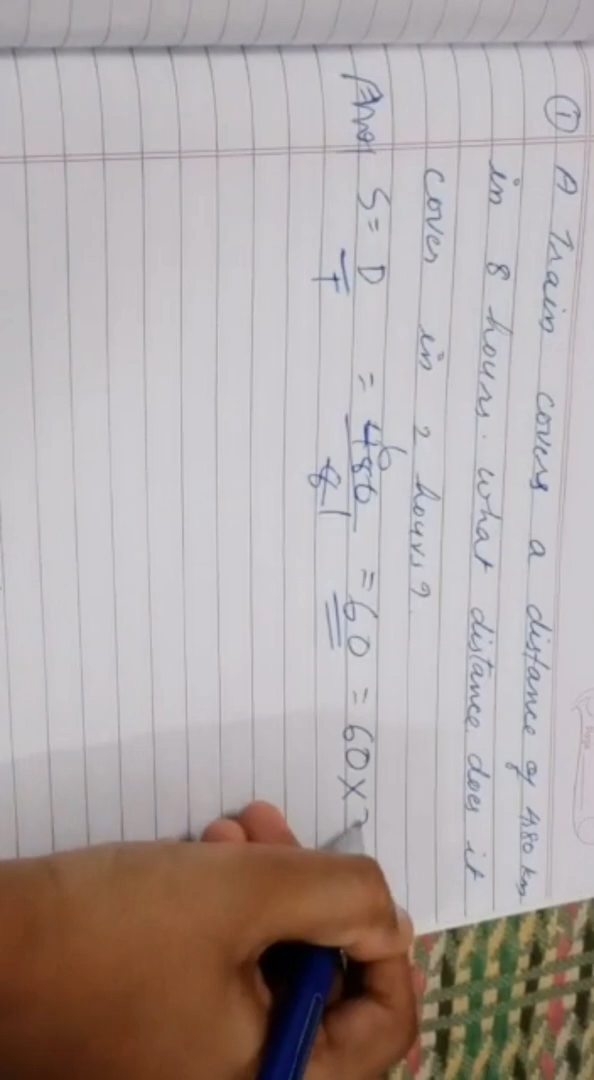 ① A Train covers a distance of 480 km
in 8 hours. what distance does it
cover in 2 hours?
Ans) S = D/T = 480/8 = 60 = 60 ×